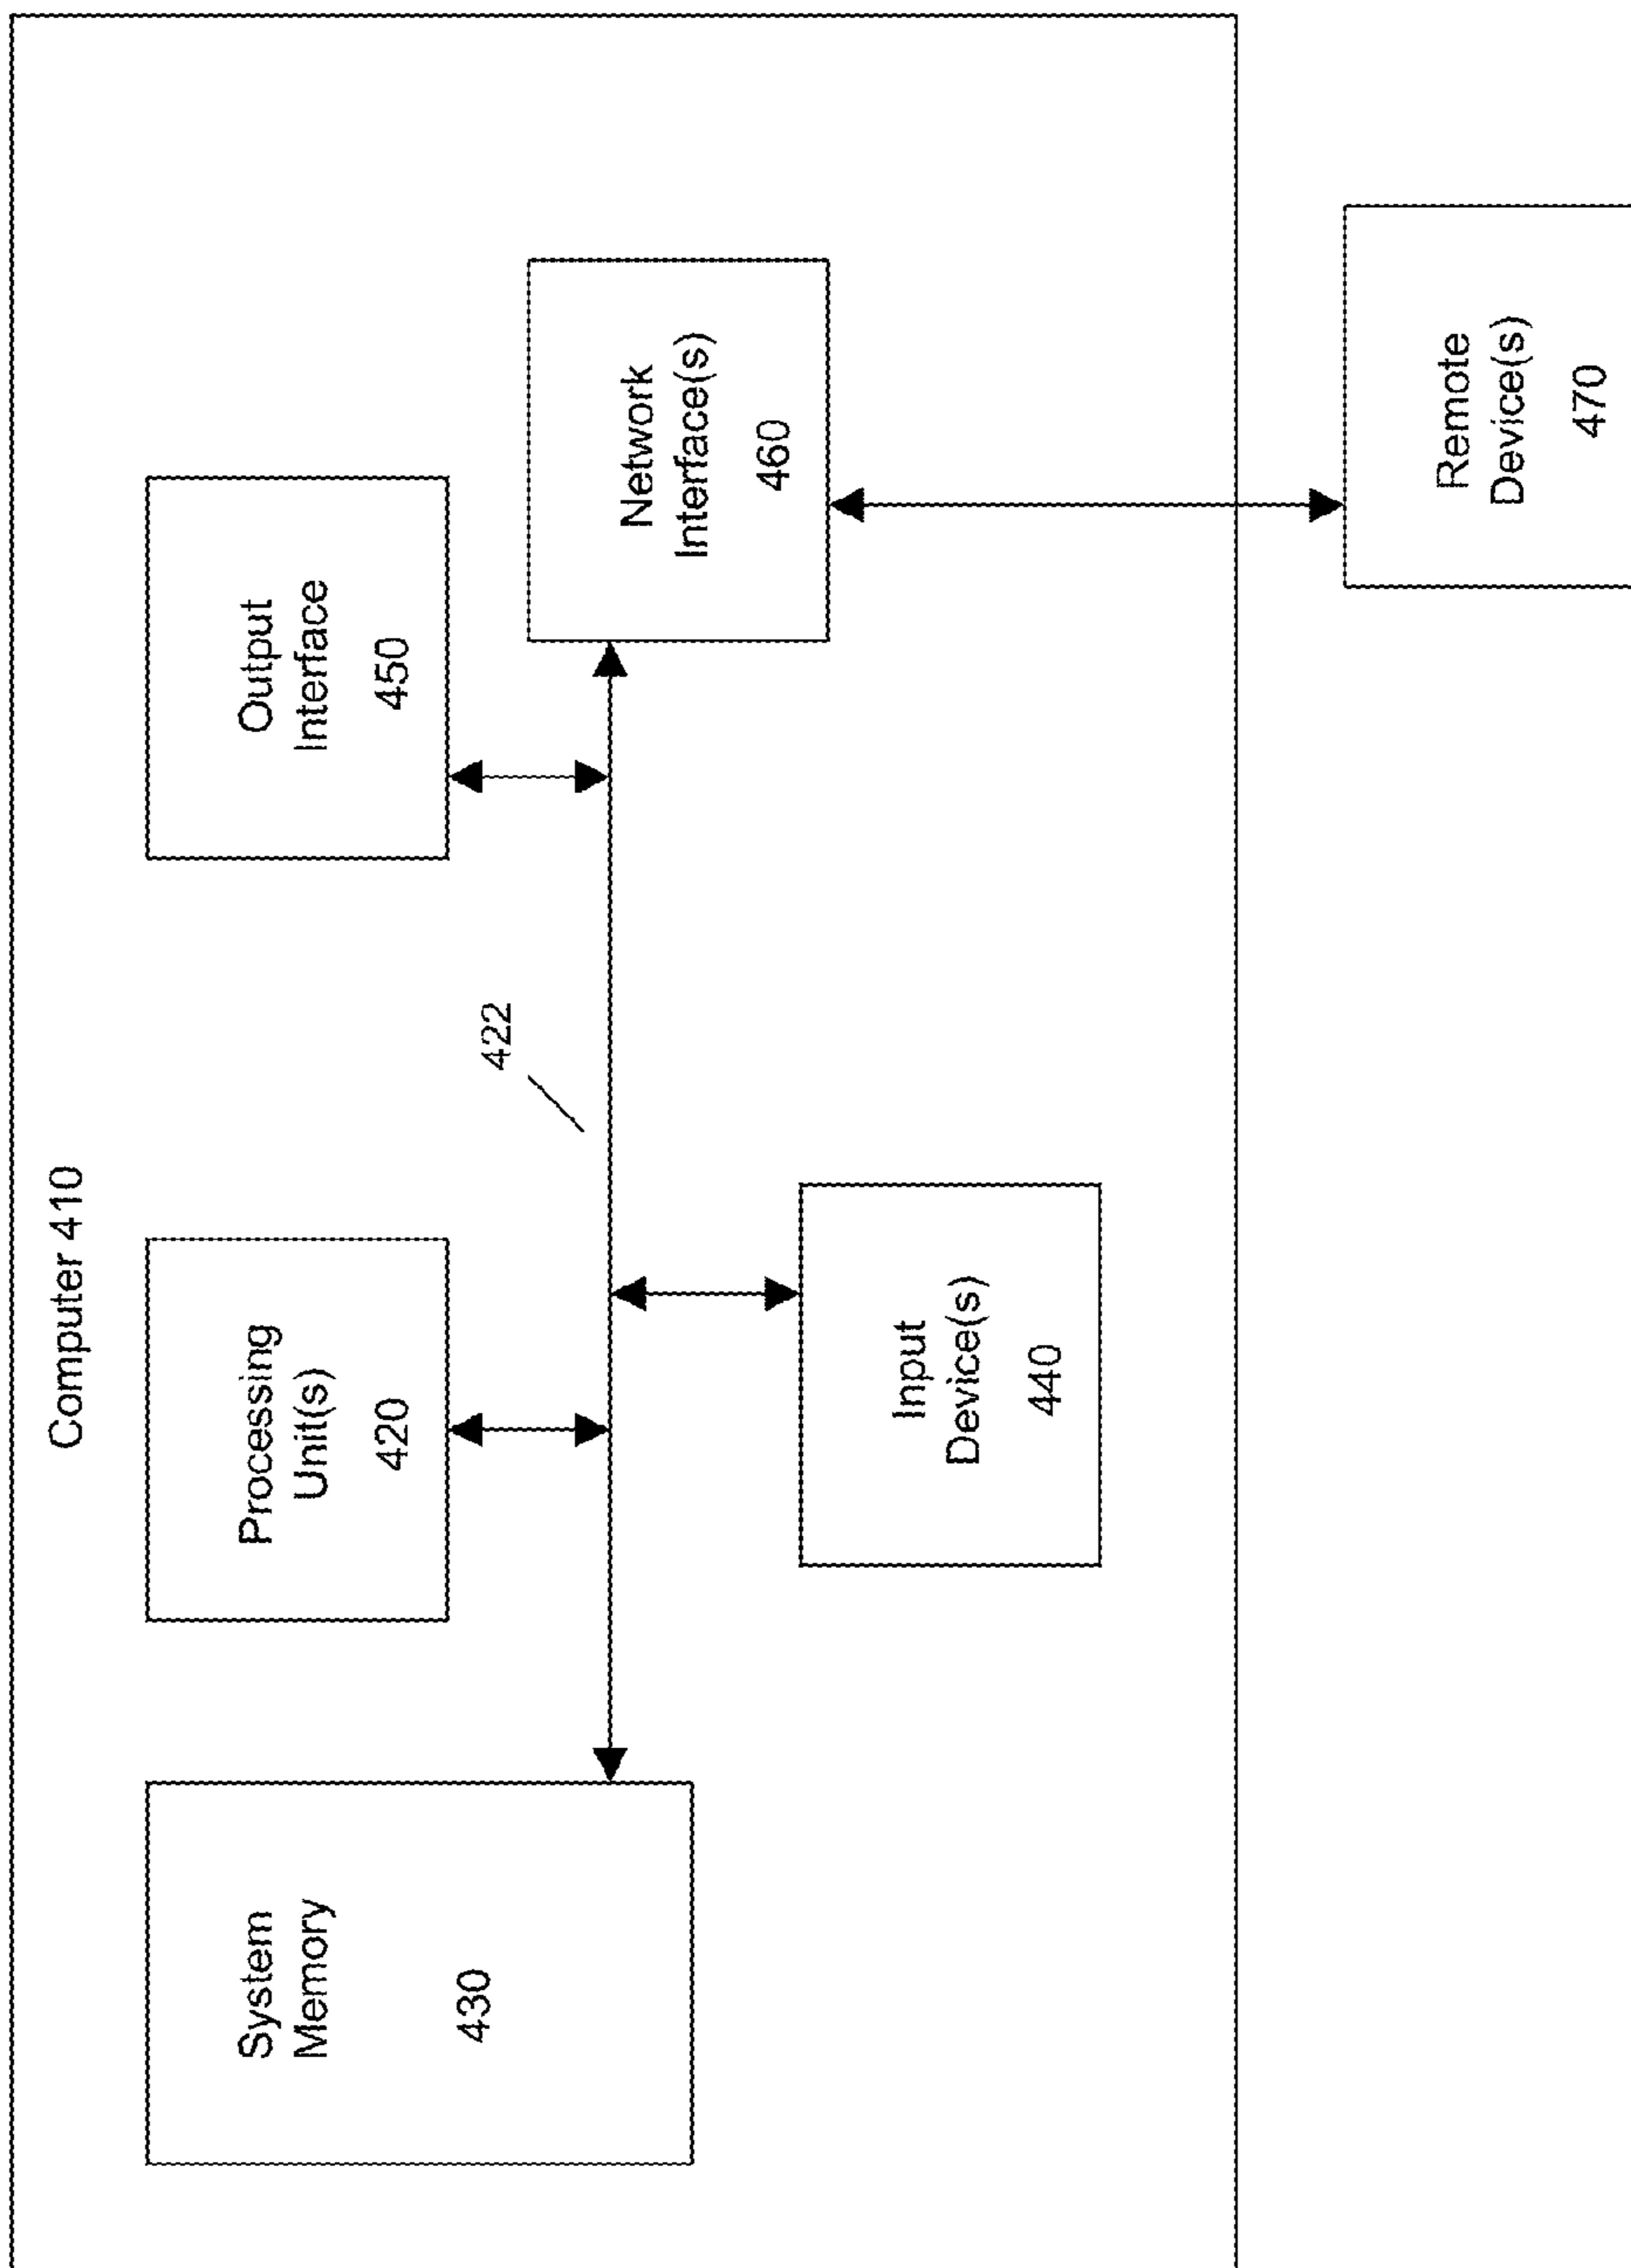 Computer 410
System
Memory
430
Processing
Unit(s)
420
Output
Interface
450
422
Network
Interface(s)
460
Input
Device(s)
440
Remote
Device(s)
470